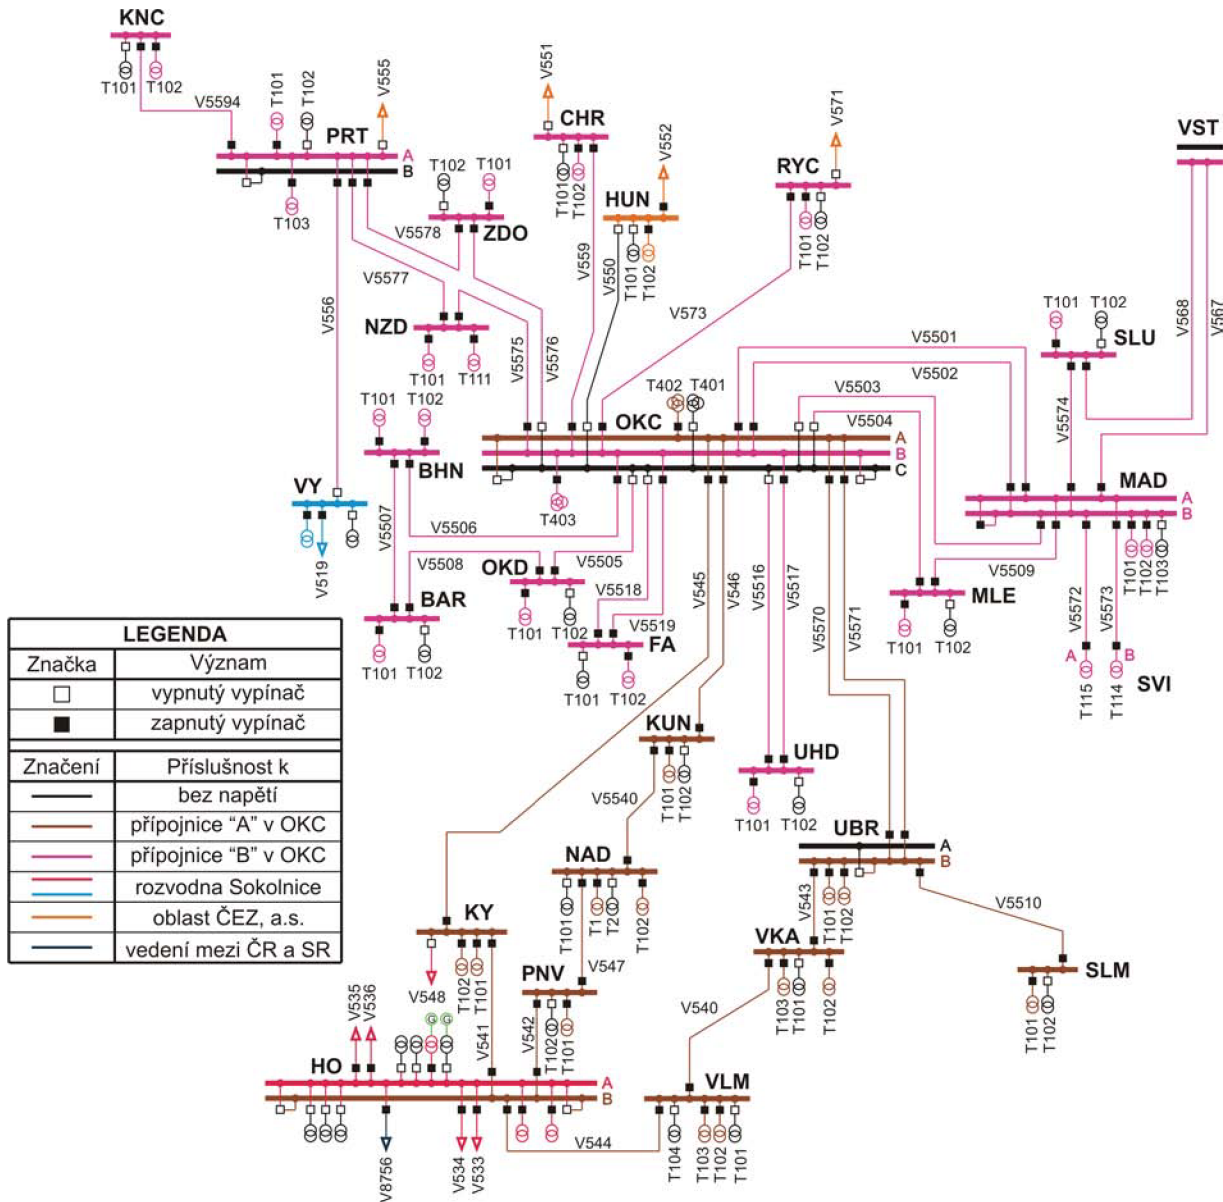 KNC
T101
T102
V5594
T101
T102
V555
PRT
A
B
T103
V551
CHR
T101
T102
V552
HUN
T101
T102
V571
RYC
T101
T102
VST
T102
T101
ZDO
V5578
V5577
V556
V559
V550
V573
V568
V567
NZD
T101
T111
V5575
V5576
T101
T102
SLU
V5501
V5502
V5503
V5504
V5574
T402
T401
OKC
A
B
C
T403
T101
T102
BHN
MAD
A
B
VY
V519
V5507
V5506
V5508
V5505
OKD
T101
T102
V5518
V5519
FA
T101
T102
BAR
T101
T102
V545
V546
V5516
V5517
V5570
V5571
V5509
MLE
T101
T102
V5572
V5573
T101
T102
T103
A
B
T115
T114
SVI
LEGENDA
Značka Význam
vypnutý vypínač
zapnutý vypínač
Značení Příslušnost k
bez napětí
přípojnice "A" v OKC
přípojnice "B" v OKC
rozvodna Sokolnice
oblast ČEZ, a.s.
vedení mezi ČR a SR
KUN
T101
T102
V5540
UHD
T101
T102
UBR
A
B
T101
T102
V543
V5510
NAD
T101
T1
T2
T102
V547
KY
V548
T102
T101
V541
PNV
V542
T102
T101
VKA
T103
T101
T102
V540
SLM
T101
T102
V535
V536
G
G
HO
A
B
V8756
V534
V533
V544
VLM
T104
T103
T102
T101